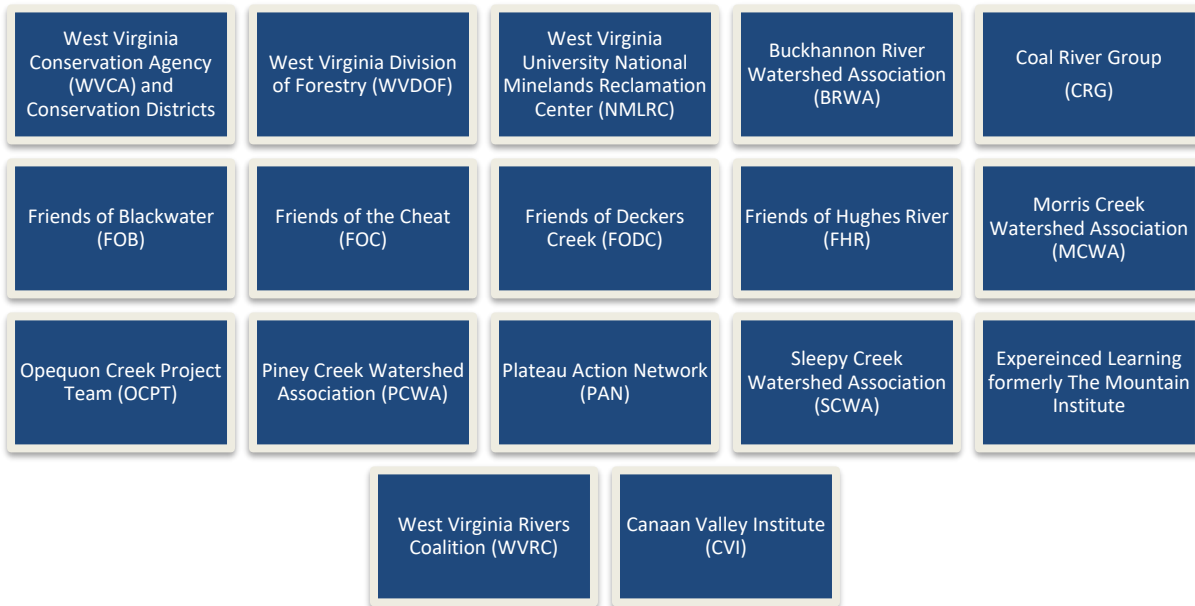 West Virginia
Conservation Agency
(WVCA) and
Conservation Districts
West Virginia Division
of Forestry (WVDOF)
West Virginia
University National
Minelands Reclamation
Center (NMLRC)
Buckhannon River
Watershed Association
(BRWA)
Coal River Group
(CRG)
Friends of Blackwater
(FOB)
Friends of the Cheat
(FOC)
Friends of Deckers
Creek (FODC)
Friends of Hughes River
(FHR)
Morris Creek
Watershed Association
(MCWA)
Opequon Creek Project
Team (OCPT)
Piney Creek Watershed
Association (PCWA)
Plateau Action Network
(PAN)
Sleepy Creek
Watershed Association
(SCWA)
Expereinced Learning
formerly The Mountain
Institute
West Virginia Rivers
Coalition (WVRC)
Canaan Valley Institute
(CVI)